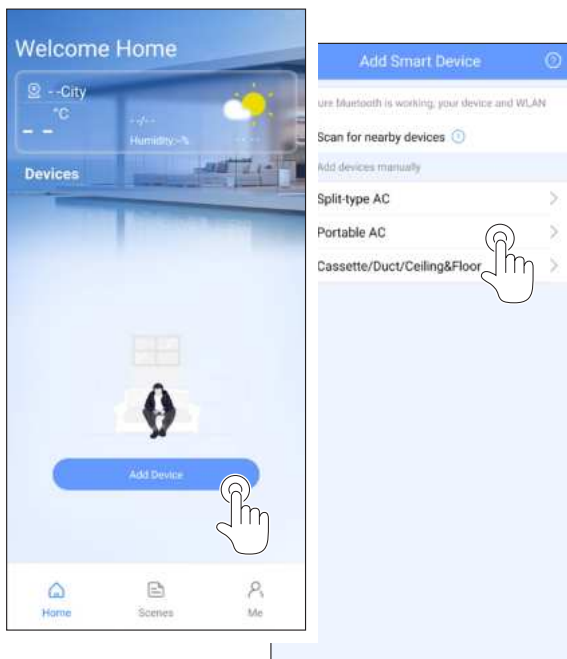 Welcome Home
- -City
°C
- -
--/--
Humidity:--%
--.--
Devices
Add Device
Home
Scenes
Me
Add Smart Device
ure bluetooth is working, your device and WLAN
Scan for nearby devices
Add devices manually
Split-type AC
Portable AC
Cassette/Duct/Ceiling&Floor